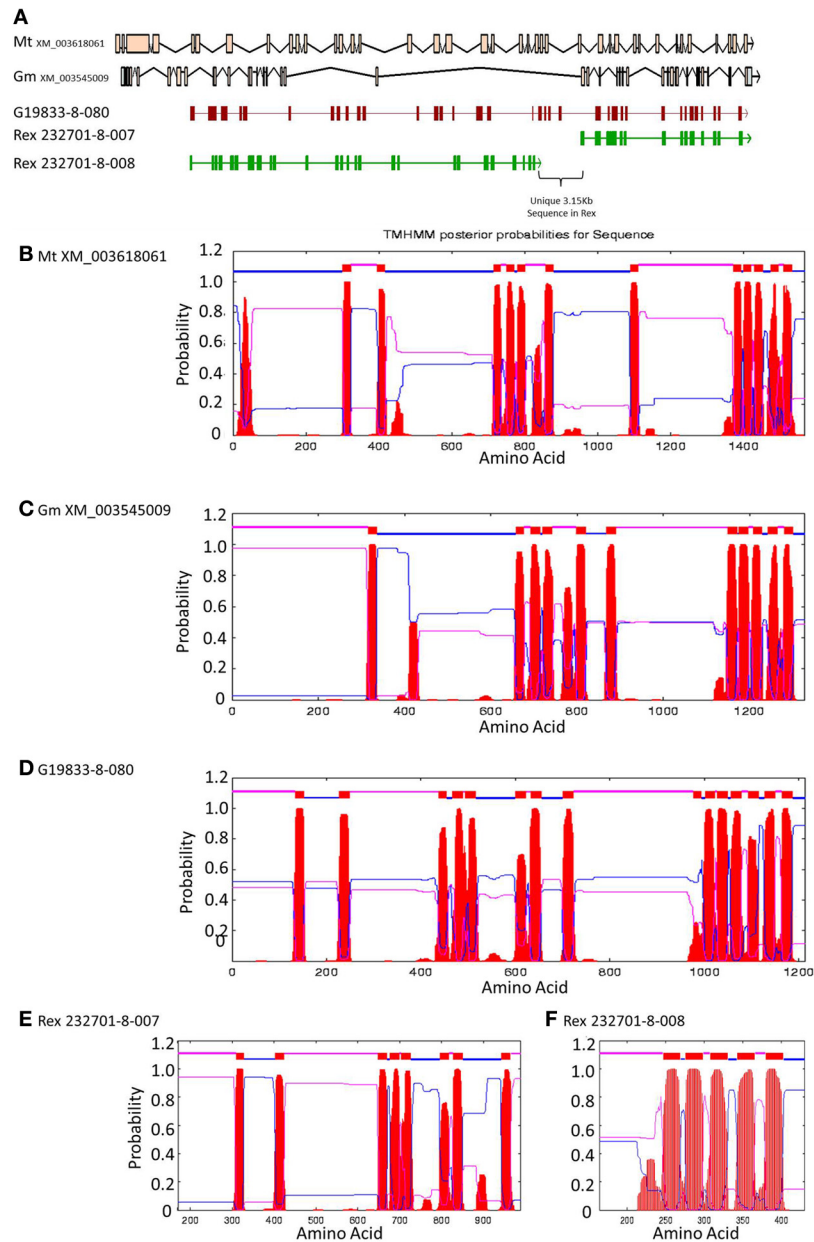 A
Mt XM_003618061
Gm XM_003545009
G19833-8-080
Rex 232701-8-007
Rex 232701-8-008
Unique 3.15Kb
Sequence in Rex
TMHMM posterior probabilities for Sequence
B Mt XM_003618061
1.2
1.0
0.8
0.6
0.4
0.2
0
Probability
0 200 400 600 800 1000 1200 1400
Amino Acid
C Gm XM_003545009
1.2
1.0
0.8
0.6
0.4
0.2
0
Probability
0 200 400 600 800 1000 1200
Amino Acid
D G19833-8-080
1.2
1.0
0.8
0.6
0.4
0.2
0
Probability
0 200 400 600 800 1000 1200
Amino Acid
E Rex 232701-8-007
1.2
1.0
0.8
0.6
0.4
0.2
0
Probability
200 300 400 500 600 700 800 900
Amino Acid
F Rex 232701-8-008
1.2
1.0
0.8
0.6
0.4
0.2
0
200 250 300 350 400
Amino Acid